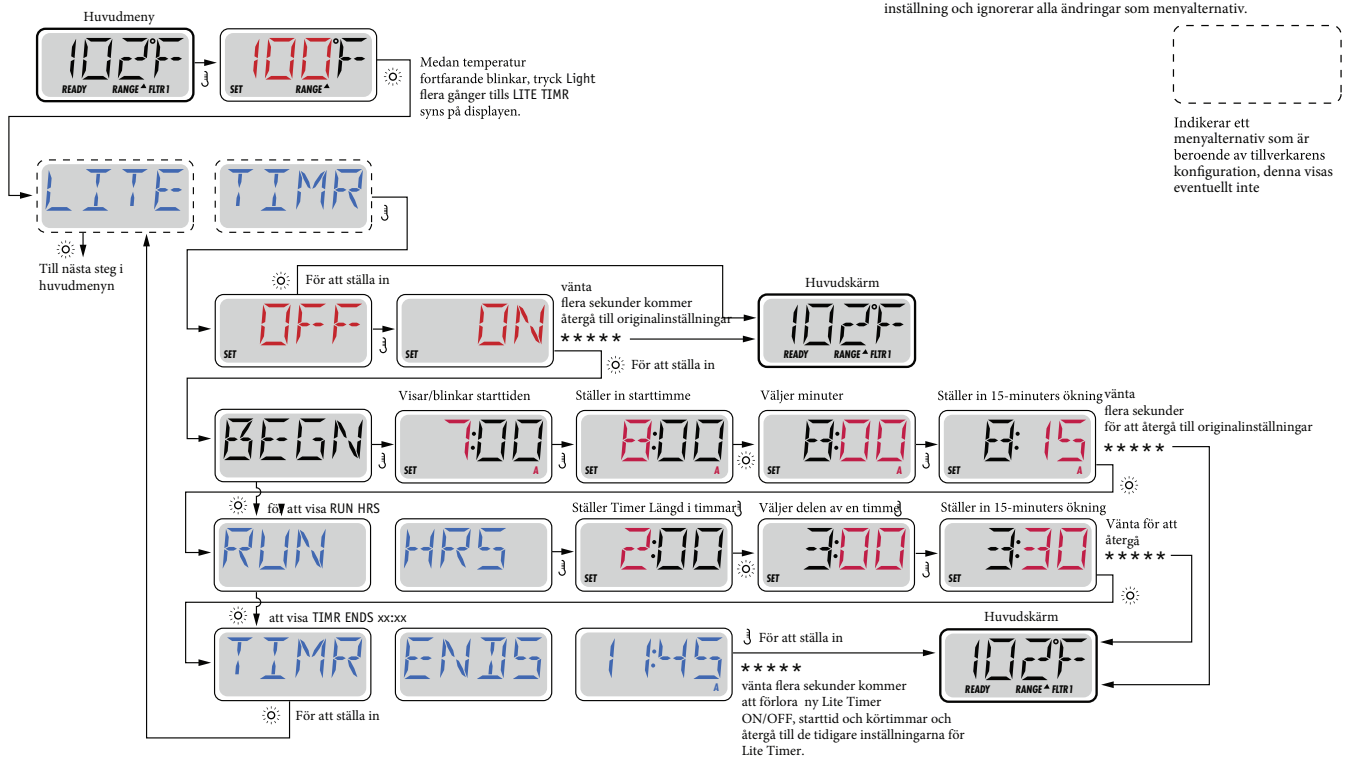 inställning och ignorerar alla ändringar som menyalternativ.
Huvudmeny
102°F
READY RANGE FLTR1
100°F
SET RANGE
Medan temperatur
fortfarande blinkar, tryck Light
flera gånger tills LITE TIMR
syns på displayen.
Indikerar ett
menyalternativ som är
beroende av tillverkarens
konfiguration, denna visas
eventuellt inte
LITE TIMR
Till nästa steg i
huvudmenyn
För att ställa in
OFF
SET
ON
SET
vänta
flera sekunder kommer
återgå till originalinställningar
*****
Huvudskärm
102°F
READY RANGE FLTR1
För att ställa in
BEGN
Visar/blinkar starttiden
7:00
SET A
Ställer in starttimme
8:00
SET A
Väljer minuter
8:00
SET A
Ställer in 15-minuters ökning
8:15
SET A
vänta
flera sekunder
för att återgå till originalinställningar
*****
för att visa RUN HRS
RUN HRS
Ställer Timer Längd i timmar
2:00
SET
Väljer delen av en timme
3:00
SET
Ställer in 15-minuters ökning
3:30
SET
Vänta för att
återgå
*****
att visa TIMR ENDS xx:xx
TIMR ENDS 11:45
A
För att ställa in
*****
vänta flera sekunder kommer
att förlora ny Lite Timer
ON/OFF, starttid och körtimmar och
återgå till de tidigare inställningarna för
Lite Timer.
Huvudskärm
102°F
READY RANGE FLTR1
För att ställa in